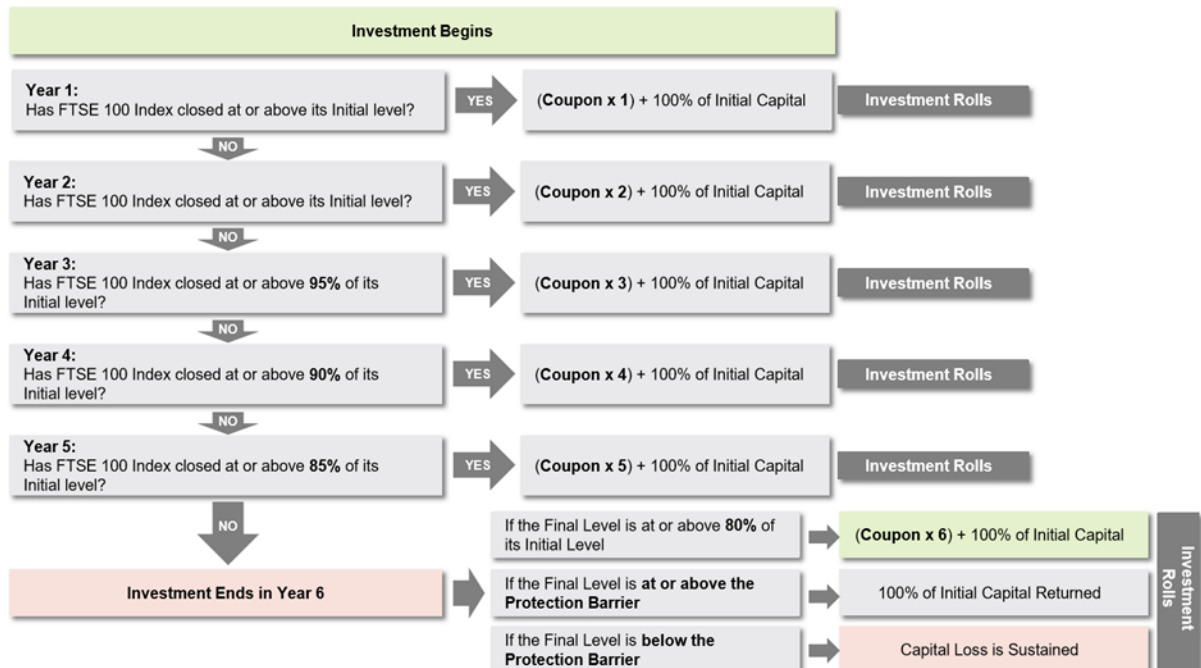 Investment Begins
Year 1:
Has FTSE 100 Index closed at or above its Initial level?
YES
(Coupon x 1) + 100% of Initial Capital
Investment Rolls
NO
Year 2:
Has FTSE 100 Index closed at or above its Initial level?
YES
(Coupon x 2) + 100% of Initial Capital
Investment Rolls
NO
Year 3:
Has FTSE 100 Index closed at or above 95% of its
Initial level?
YES
(Coupon x 3) + 100% of Initial Capital
Investment Rolls
NO
Year 4:
Has FTSE 100 Index closed at or above 90% of its
Initial level?
YES
(Coupon x 4) + 100% of Initial Capital
Investment Rolls
NO
Year 5:
Has FTSE 100 Index closed at or above 85% of its
Initial level?
YES
(Coupon x 5) + 100% of Initial Capital
Investment Rolls
NO
Investment Ends in Year 6
If the Final Level is at or above 80% of
its Initial Level
(Coupon x 6) + 100% of Initial Capital
If the Final Level is at or above the
Protection Barrier
100% of Initial Capital Returned
If the Final Level is below the
Protection Barrier
Capital Loss is Sustained
Investment
Rolls